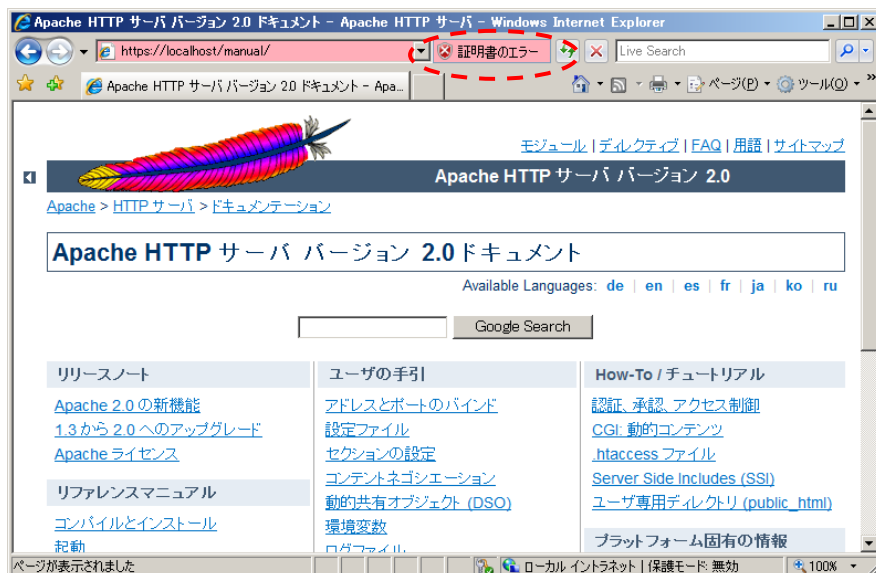 Apache HTTP サーバ バージョン 2.0 ドキュメント - Apache HTTP サーバ - Windows Internet Explorer
https://localhost/manual/
証明書のエラー
Live Search
Apache HTTP サーバ バージョン 2.0 ドキュメント - Apa...
ページ(P)
ツール(O)
モジュール | ディレクティブ | FAQ | 用語 | サイトマップ
Apache HTTP サーバ バージョン 2.0
Apache > HTTP サーバ > ドキュメンテーション
Apache HTTP サーバ バージョン 2.0 ドキュメント
Available Languages: de | en | es | fr | ja | ko | ru
Google Search
リリースノート
Apache 2.0 の新機能
1.3 から 2.0 へのアップグレード
Apache ライセンス
リファレンスマニュアル
コンパイルとインストール
起動
ユーザの手引
アドレスとポートのバインド
設定ファイル
セクションの設定
コンテントネゴシエーション
動的共有オブジェクト (DSO)
環境変数
ログファイル
How-To / チュートリアル
認証、承認、アクセス制御
CGI: 動的コンテンツ
.htaccess ファイル
Server Side Includes (SSI)
ユーザ専用ディレクトリ (public_html)
プラットフォーム固有の情報
ページが表示されました
ローカル イントラネット | 保護モード: 無効
100%